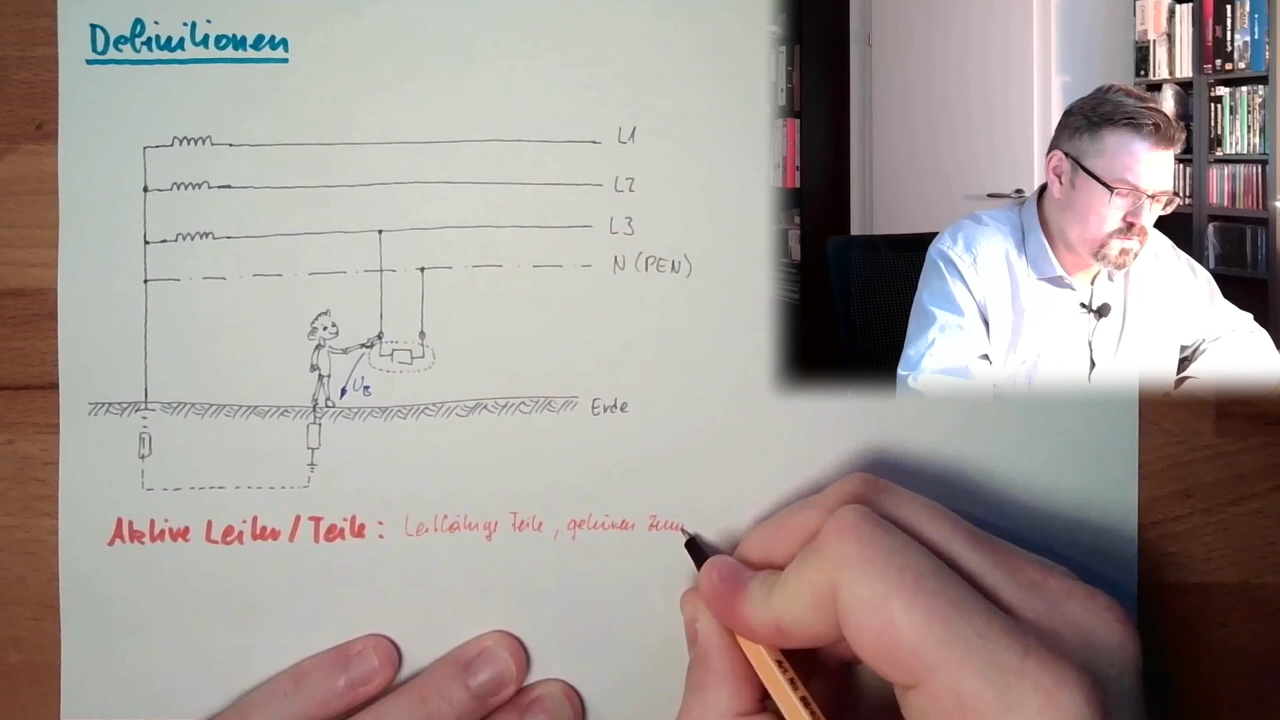 Definitionen
L1
L2
L3
N (PEN)
U_B
Erde
Aktive Leiter/Teile: Leitfähige Teile, gehören zum